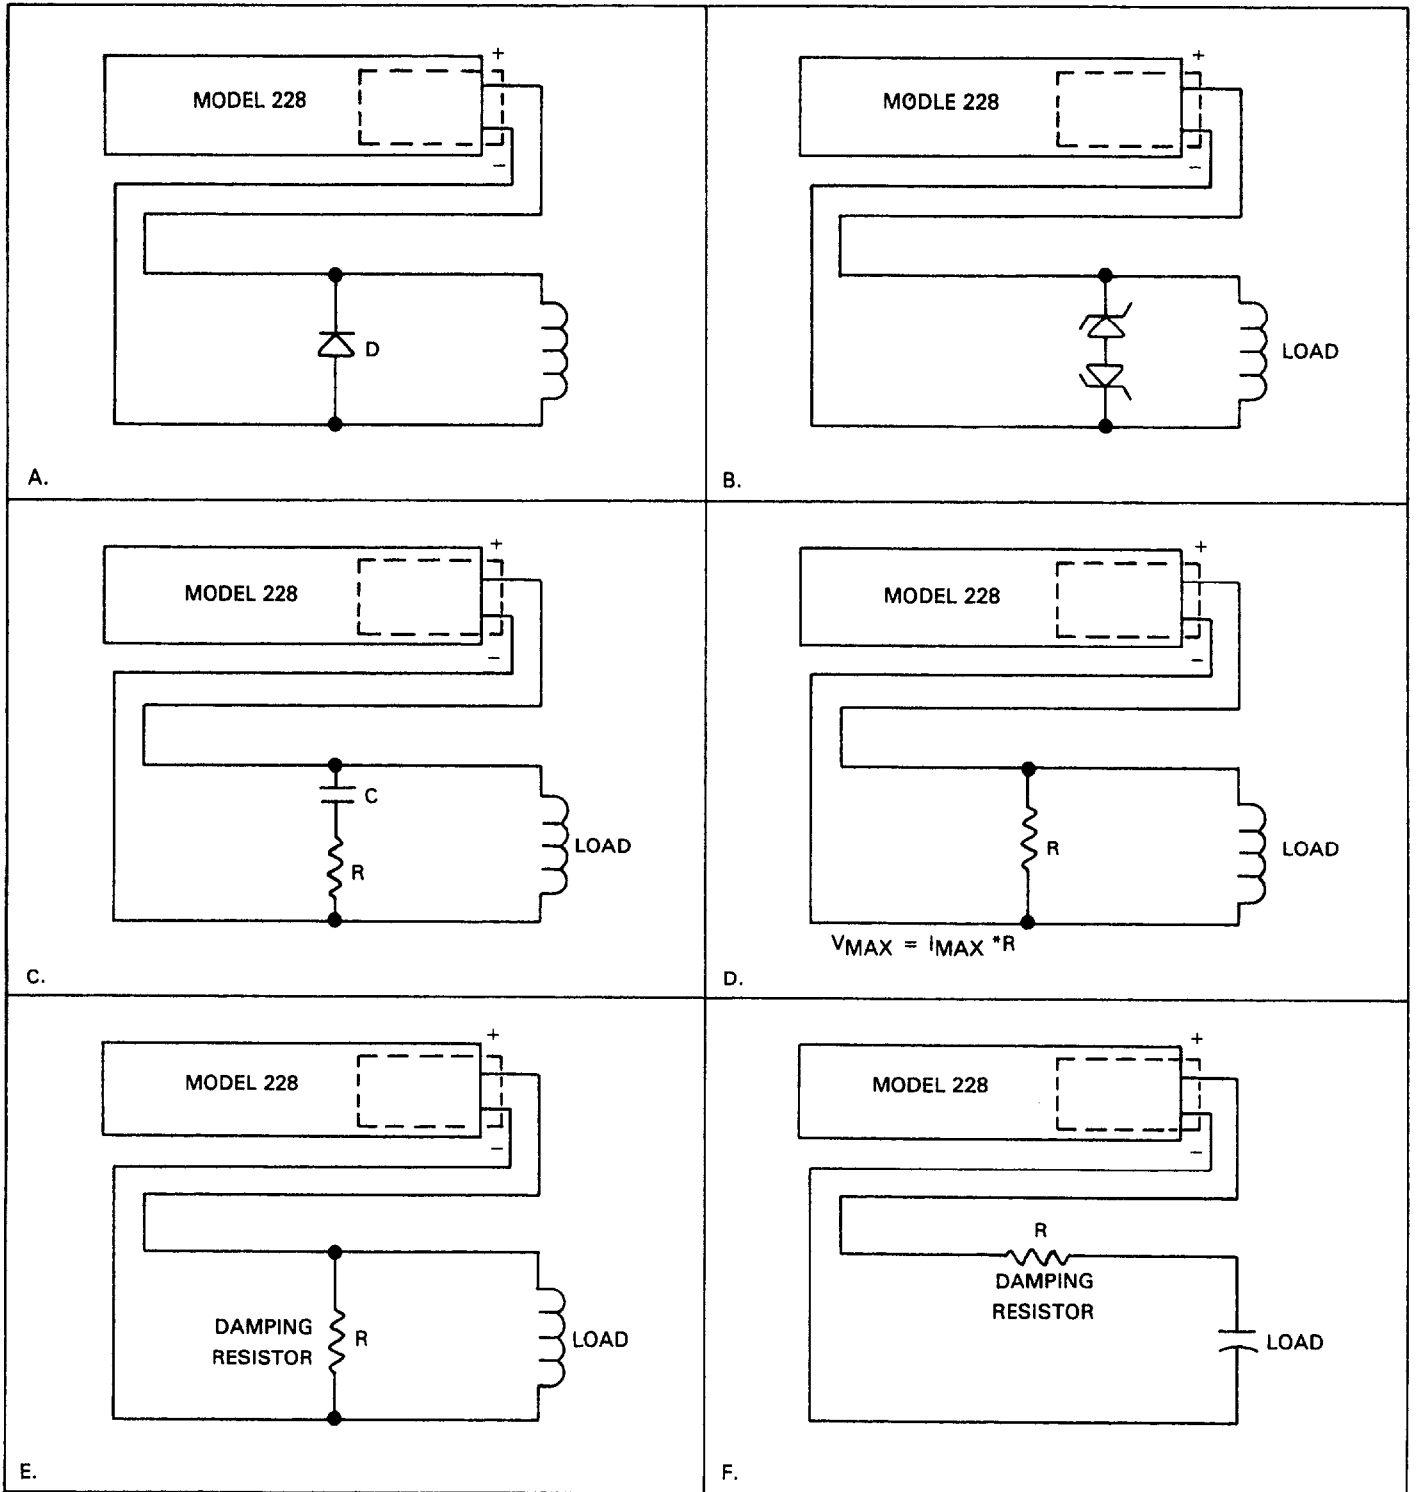 +
MODEL 228
−
D
A.
+
MODLE 228
−
LOAD
B.
+
MODEL 228
−
C
R
LOAD
C.
+
MODEL 228
−
R
LOAD
VMAX = IMAX *R
D.
+
MODEL 228
−
DAMPING
RESISTOR
R
LOAD
E.
+
MODEL 228
−
R
DAMPING
RESISTOR
LOAD
F.